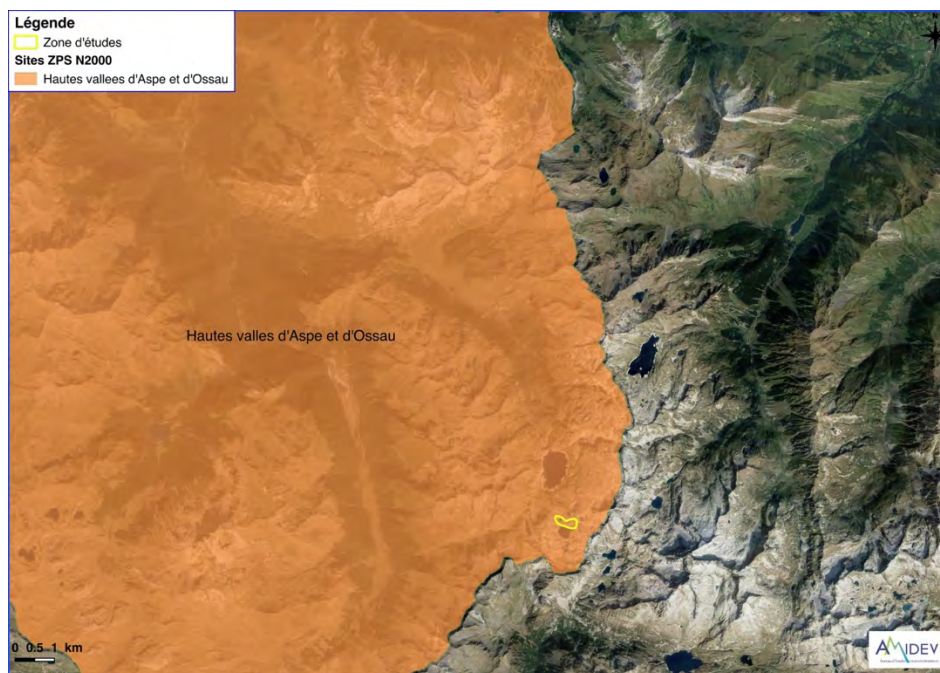 Légende
Zone d'études
Sites ZPS N2000
Hautes vallees d'Aspe et d'Ossau
Hautes valles d'Aspe et d'Ossau
0 0.5 1 km
AMIDEV